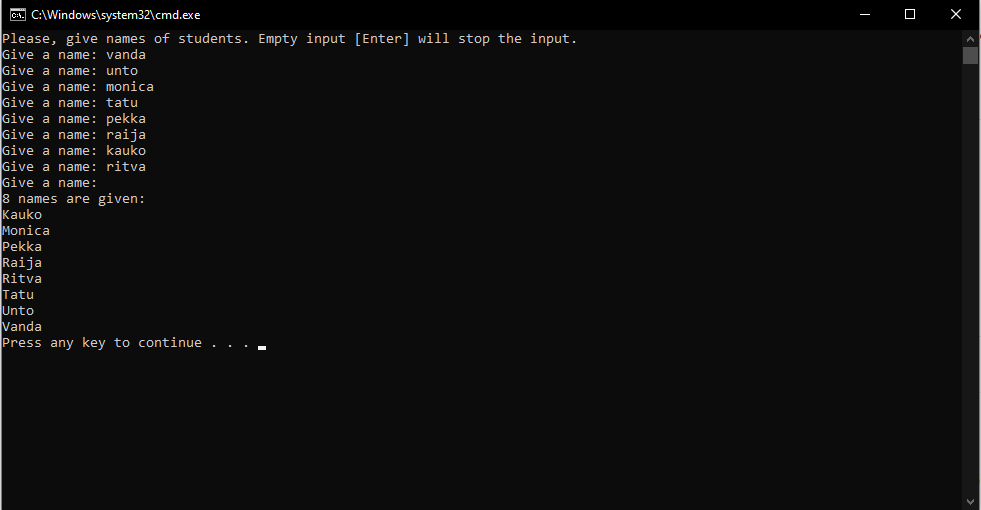 C:\Windows\system32\cmd.exe
Please, give names of students. Empty input [Enter] will stop the input.
Give a name: vanda
Give a name: unto
Give a name: monica
Give a name: tatu
Give a name: pekka
Give a name: raija
Give a name: kauko
Give a name: ritva
Give a name:
8 names are given:
Kauko
Monica
Pekka
Raija
Ritva
Tatu
Unto
Vanda
Press any key to continue . . .